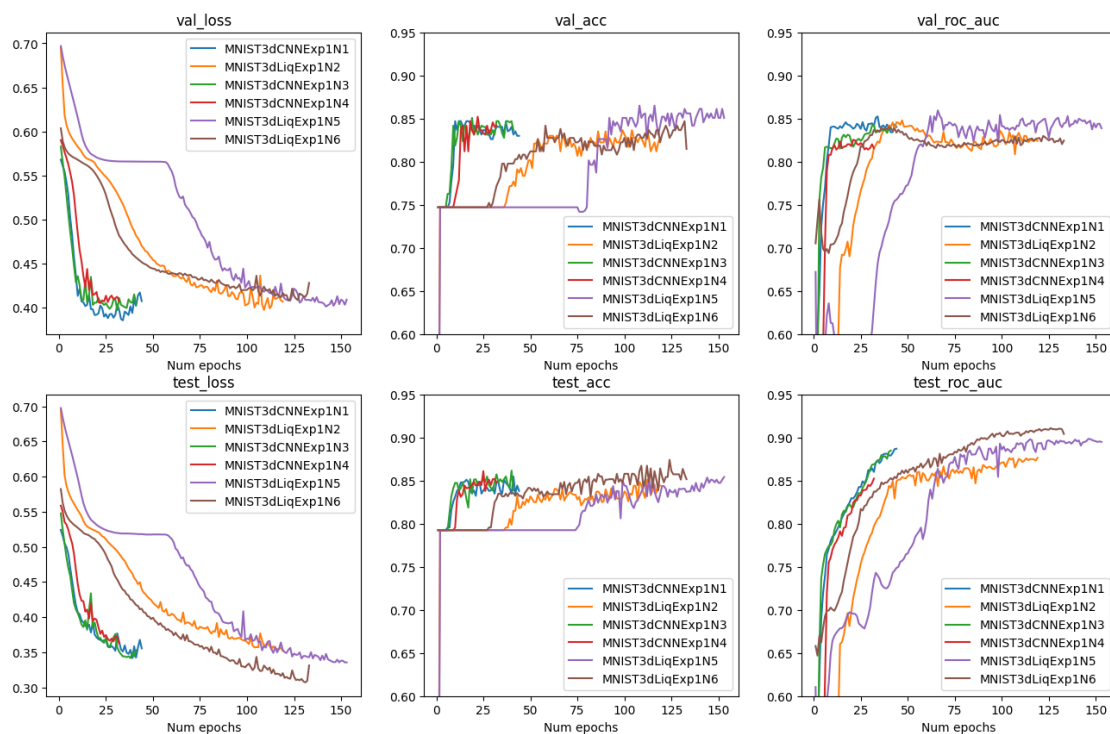 val_loss
0.70
0.65
0.60
0.55
0.50
0.45
0.40
0
25
50
75
100
125
150
Num epochs
MNIST3dCNNExp1N1
MNIST3dLiqExp1N2
MNIST3dCNNExp1N3
MNIST3dCNNExp1N4
MNIST3dLiqExp1N5
MNIST3dLiqExp1N6
val_acc
0.95
0.90
0.85
0.80
0.75
0.70
0.65
0.60
0
25
50
75
100
125
150
Num epochs
MNIST3dCNNExp1N1
MNIST3dLiqExp1N2
MNIST3dCNNExp1N3
MNIST3dCNNExp1N4
MNIST3dLiqExp1N5
MNIST3dLiqExp1N6
val_roc_auc
0.95
0.90
0.85
0.80
0.75
0.70
0.65
0.60
0
25
50
75
100
125
150
Num epochs
MNIST3dCNNExp1N1
MNIST3dLiqExp1N2
MNIST3dCNNExp1N3
MNIST3dCNNExp1N4
MNIST3dLiqExp1N5
MNIST3dLiqExp1N6
test_loss
0.70
0.65
0.60
0.55
0.50
0.45
0.40
0.35
0.30
0
25
50
75
100
125
150
Num epochs
MNIST3dCNNExp1N1
MNIST3dLiqExp1N2
MNIST3dCNNExp1N3
MNIST3dCNNExp1N4
MNIST3dLiqExp1N5
MNIST3dLiqExp1N6
test_acc
0.95
0.90
0.85
0.80
0.75
0.70
0.65
0.60
0
25
50
75
100
125
150
Num epochs
MNIST3dCNNExp1N1
MNIST3dLiqExp1N2
MNIST3dCNNExp1N3
MNIST3dCNNExp1N4
MNIST3dLiqExp1N5
MNIST3dLiqExp1N6
test_roc_auc
0.95
0.90
0.85
0.80
0.75
0.70
0.65
0.60
0
25
50
75
100
125
150
Num epochs
MNIST3dCNNExp1N1
MNIST3dLiqExp1N2
MNIST3dCNNExp1N3
MNIST3dCNNExp1N4
MNIST3dLiqExp1N5
MNIST3dLiqExp1N6